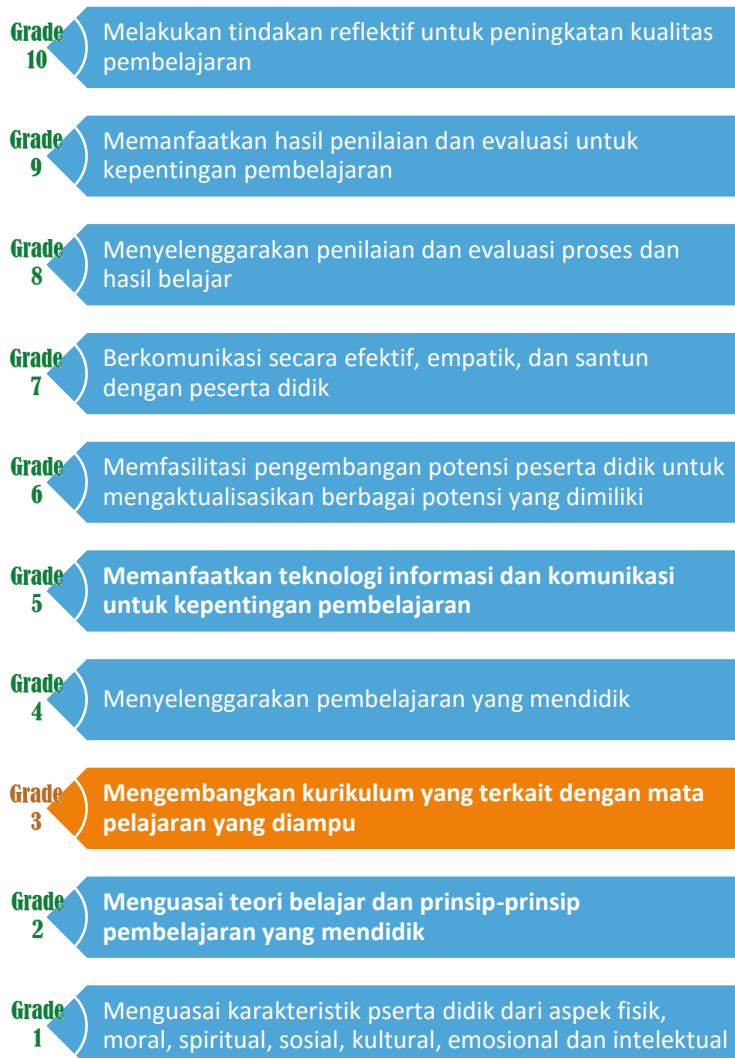 Grade
10
Melakukan tindakan reflektif untuk peningkatan kualitas
pembelajaran
Grade
9
Memanfaatkan hasil penilaian dan evaluasi untuk
kepentingan pembelajaran
Grade
8
Menyelenggarakan penilaian dan evaluasi proses dan
hasil belajar
Grade
7
Berkomunikasi secara efektif, empatik, dan santun
dengan peserta didik
Grade
6
Memfasilitasi pengembangan potensi peserta didik untuk
mengaktualisasikan berbagai potensi yang dimiliki
Grade
5
Memanfaatkan teknologi informasi dan komunikasi
untuk kepentingan pembelajaran
Grade
4
Menyelenggarakan pembelajaran yang mendidik
Grade
3
Mengembangkan kurikulum yang terkait dengan mata
pelajaran yang diampu
Grade
2
Menguasai teori belajar dan prinsip-prinsip
pembelajaran yang mendidik
Grade
1
Menguasai karakteristik pserta didik dari aspek fisik,
moral, spiritual, sosial, kultural, emosional dan intelektual